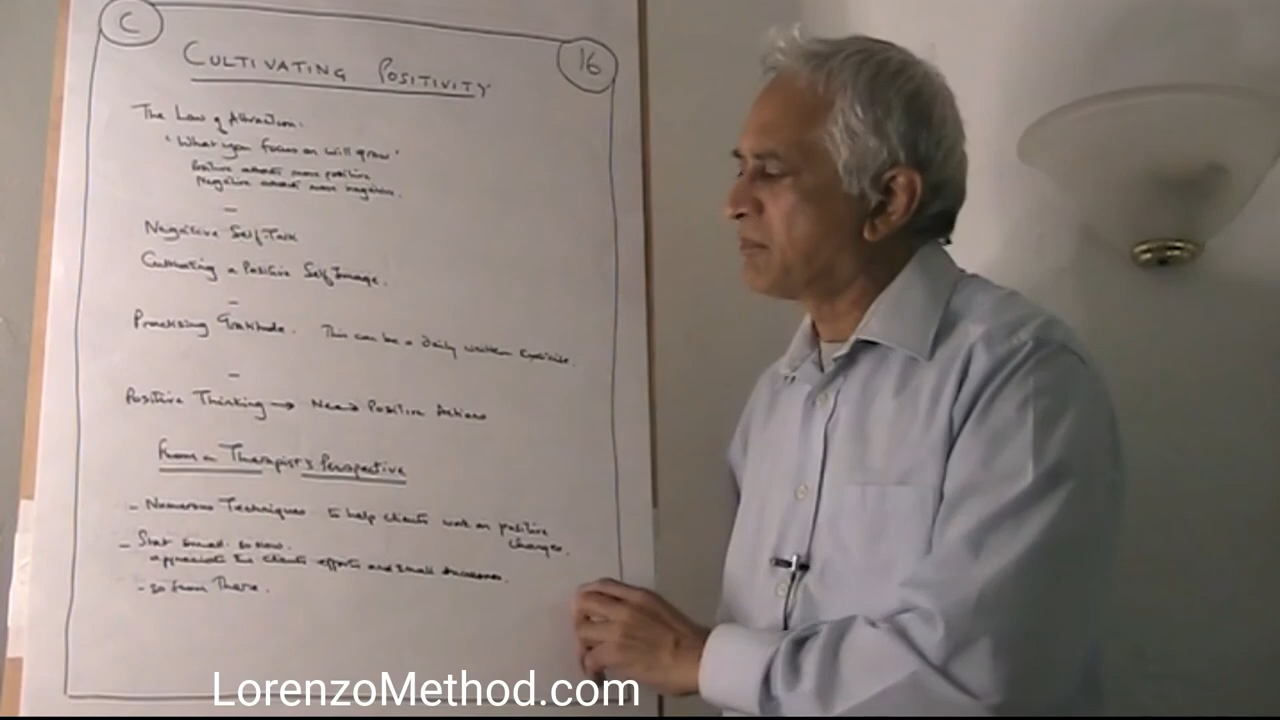 C
16
CULTIVATING POSITIVITY
The Law of Attraction:
"What you focus on will grow"
Positive attracts more positive
Negative attracts more negative.
Negative Self-Talk
Cultivating a Positive Self Image.
Practising Gratitude. This can be a daily written Exercise.
Positive Thinking → Need Positive Actions
From a Therapist's Perspective
- Numerous Techniques to help clients work on positive
changes.
- Start small. Go slow.
appreciate the clients efforts and small successes.
- Go from There.
LorenzoMethod.com